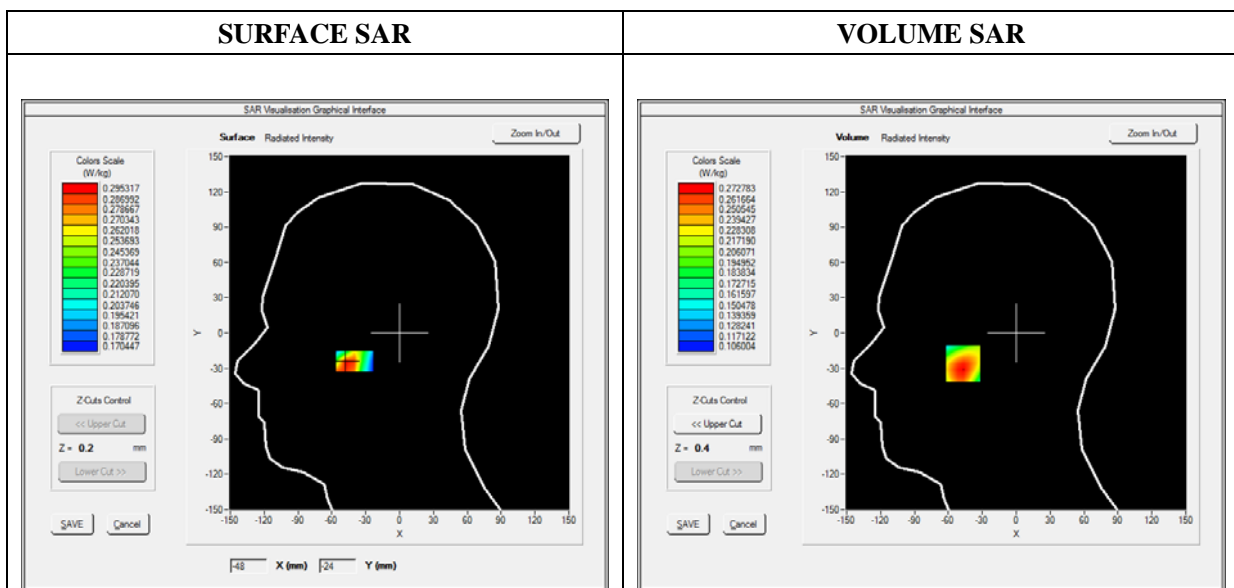 SURFACE SAR
VOLUME SAR
SAR Visualisation Graphical Interface
Surface Radiated Intensity
Zoom In/Out
Colors Scale
(W/kg)
0.295317
0.286992
0.278667
0.270343
0.262018
0.253693
0.245369
0.237044
0.228719
0.220395
0.212070
0.203746
0.195421
0.187096
0.178772
0.170447
150
120
90
60
30
Y 0
-30
-60
-90
-120
-150
-150 -120 -90 -60 -30 0 30 60 90 120 150
X
Z-Cuts Control
<< Upper Cut
Z = 0.2 mm
Lower Cut >>
SAVE Cancel
-48 X (mm) -24 Y (mm)
SAR Visualisation Graphical Interface
Volume Radiated Intensity
Zoom In/Out
Colors Scale
(W/kg)
0.272783
0.261664
0.250545
0.239427
0.228308
0.217190
0.206071
0.194952
0.183834
0.172715
0.161597
0.150478
0.139359
0.128241
0.117122
0.106004
150
120
90
60
30
Y 0
-30
-60
-90
-120
-150
-150 -120 -90 -60 -30 0 30 60 90 120 150
X
Z-Cuts Control
<< Upper Cut
Z = 0.4 mm
Lower Cut >>
SAVE Cancel